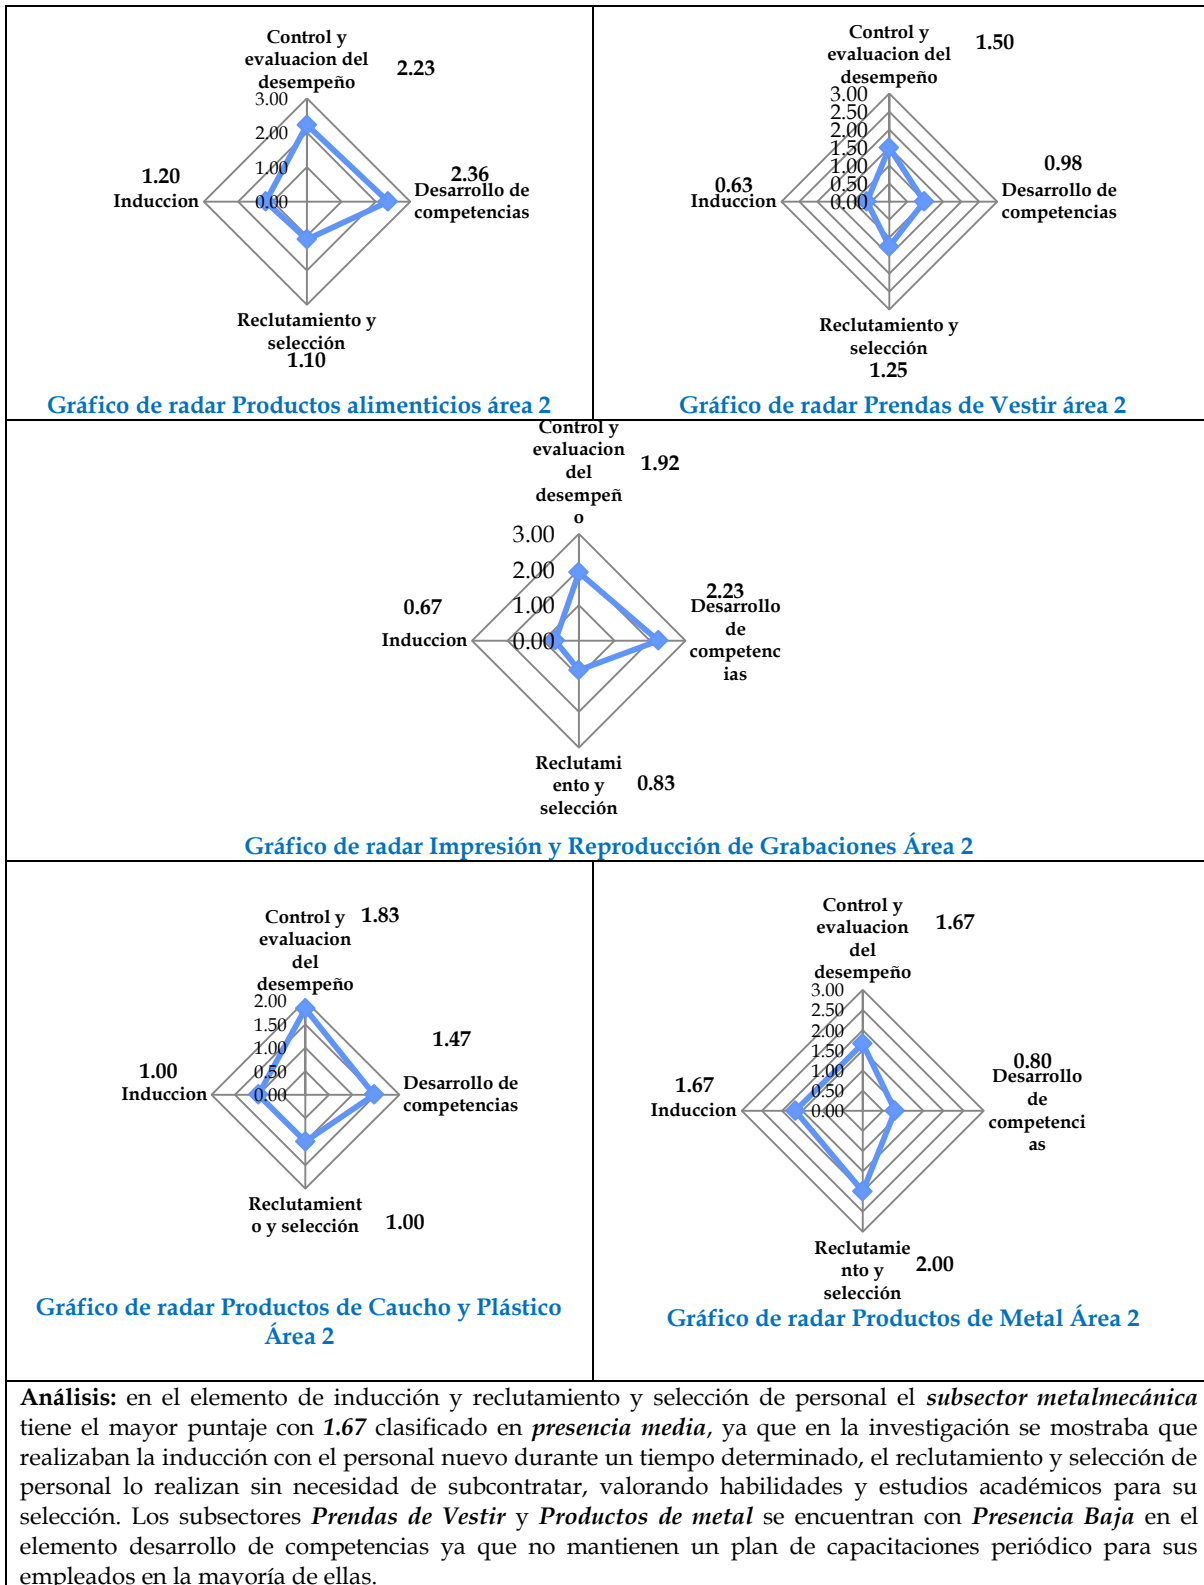 Control y
evaluacion del
desempeño
2.23
3.00
2.00
1.00
0.00
1.20
Induccion
2.36
Desarrollo de
competencias
Reclutamiento y
selección
1.10
Gráfico de radar Productos alimenticios área 2
Control y
evaluacion del
desempeño
1.50
3.00
2.50
2.00
1.50
1.00
0.50
0.00
0.63
Induccion
0.98
Desarrollo de
competencias
Reclutamiento y
selección
1.25
Gráfico de radar Prendas de Vestir área 2
Control y
evaluacion
del
desempeñ
o
1.92
3.00
2.00
1.00
0.00
0.67
Induccion
2.23
Desarrollo
de
competenc
ias
Reclutami
ento y
selección
0.83
Gráfico de radar Impresión y Reproducción de Grabaciones Área 2
Control y
evaluacion
del
desempeño
1.83
2.00
1.50
1.00
0.50
0.00
1.00
Induccion
1.47
Desarrollo de
competencias
Reclutamient
o y selección
1.00
Gráfico de radar Productos de Caucho y Plástico
Área 2
Control y
evaluacion
del
desempeño
1.67
3.00
2.50
2.00
1.50
1.00
0.50
0.00
1.67
Induccion
0.80
Desarrollo
de
competenci
as
Reclutamie
nto y
selección
2.00
Gráfico de radar Productos de Metal Área 2
Análisis: en el elemento de inducción y reclutamiento y selección de personal el subsector metalmecánica
tiene el mayor puntaje con 1.67 clasificado en presencia media, ya que en la investigación se mostraba que
realizaban la inducción con el personal nuevo durante un tiempo determinado, el reclutamiento y selección de
personal lo realizan sin necesidad de subcontratar, valorando habilidades y estudios académicos para su
selección. Los subsectores Prendas de Vestir y Productos de metal se encuentran con Presencia Baja en el
elemento desarrollo de competencias ya que no mantienen un plan de capacitaciones periódico para sus
empleados en la mayoría de ellas.